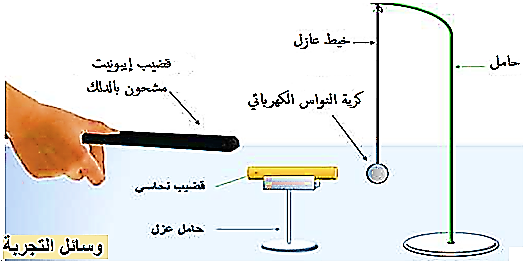 خيط عازل
حامل
قضيب إيبونيت
مشحون بالدلك
كرية النواس الكهربائي
قضيب نحاسي
حامل عزل
وسائل التجربة